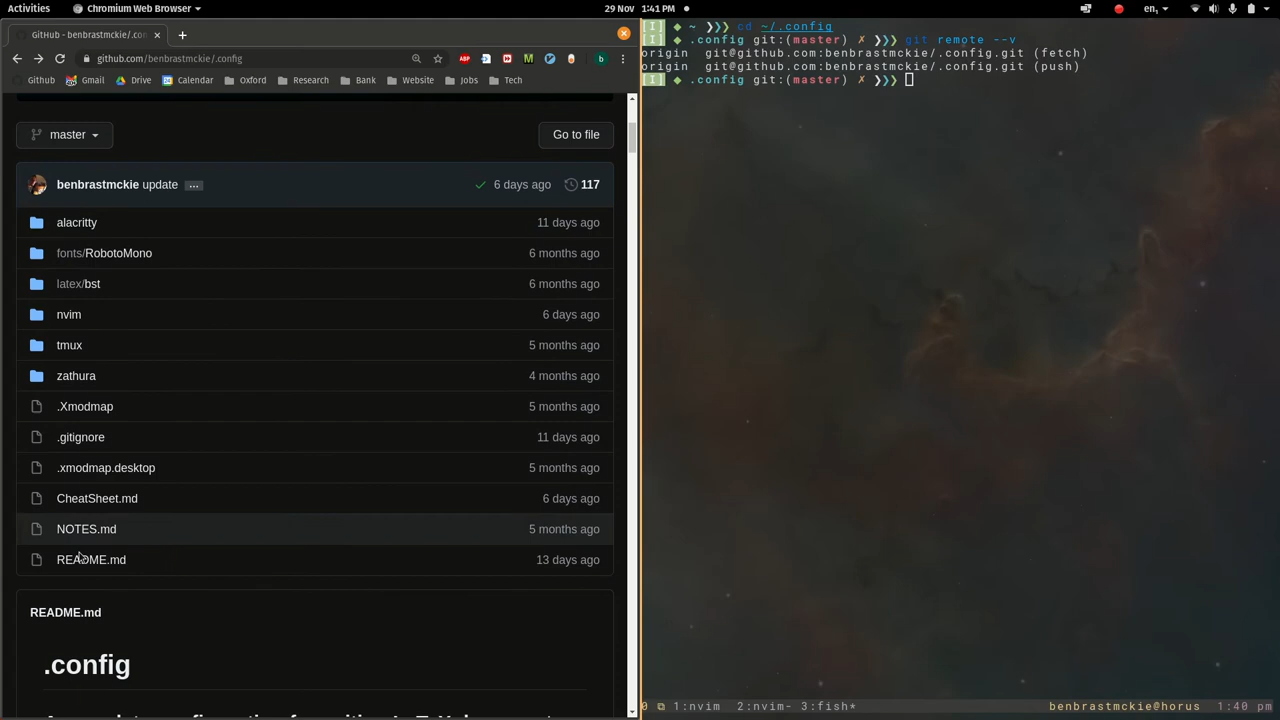 Activities
Chromium Web Browser
29 Nov 1:41 PM
en1
GitHub - benbrastmckie/.con
github.com/benbrastmckie/.config
ABP
M
b
Github Gmail Drive Calendar Oxford Research Bank Website Jobs Tech
master
Go to file
benbrastmckie update ... 6 days ago 117
alacritty 11 days ago
fonts/RobotoMono 6 months ago
latex/bst 6 months ago
nvim 6 days ago
tmux 5 months ago
zathura 4 months ago
.Xmodmap 5 months ago
.gitignore 11 days ago
.xmodmap.desktop 5 months ago
CheatSheet.md 6 days ago
NOTES.md 5 months ago
README.md 13 days ago
README.md
.config
[I] ◆ ~ ❯❯❯ cd ~/.config
[I] ◆ .config git:(master) ✗ ❯❯❯ git remote --v
origin git@github.com:benbrastmckie/.config.git (fetch)
origin git@github.com:benbrastmckie/.config.git (push)
[I] ◆ .config git:(master) ✗ ❯❯❯
0 1:nvim 2:nvim- 3:fish* benbrastmckie@horus 1:40 pm